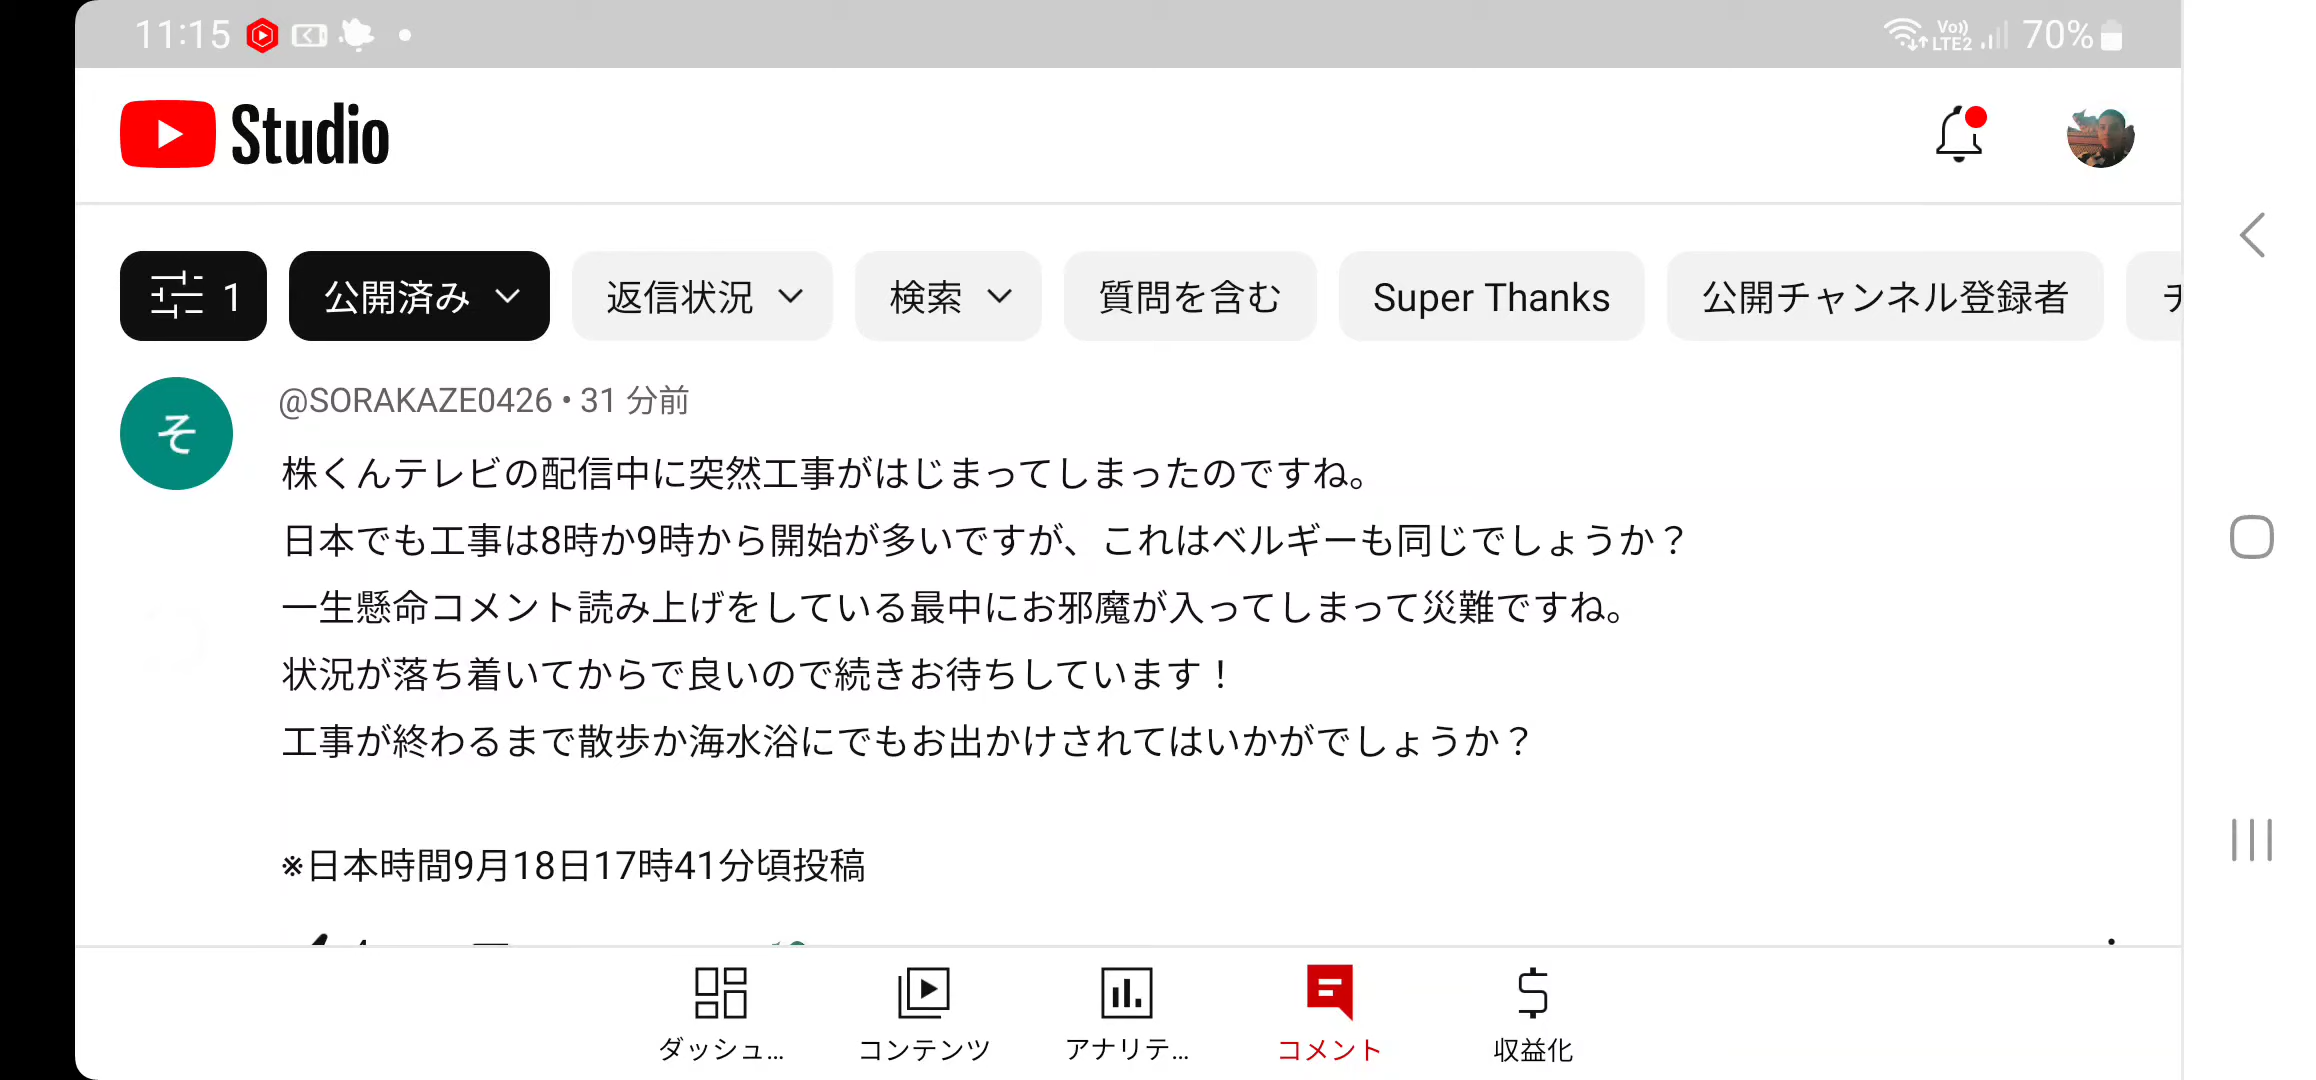 11:15
Vo))
LTE2
70%
Studio
1
公開済み
返信状況
検索
質問を含む
Super Thanks
公開チャンネル登録者
そ
@SORAKAZE0426 • 31 分前
株くんテレビの配信中に突然工事がはじまってしまったのですね。
日本でも工事は8時か9時から開始が多いですが、これはベルギーも同じでしょうか？
一生懸命コメント読み上げをしている最中にお邪魔が入ってしまって災難ですね。
状況が落ち着いてからで良いので続きお待ちしています！
工事が終わるまで散歩か海水浴にでもお出かけされてはいかがでしょうか？
※日本時間9月18日17時41分頃投稿
ダッシュ...
コンテンツ
アナリテ...
コメント
収益化